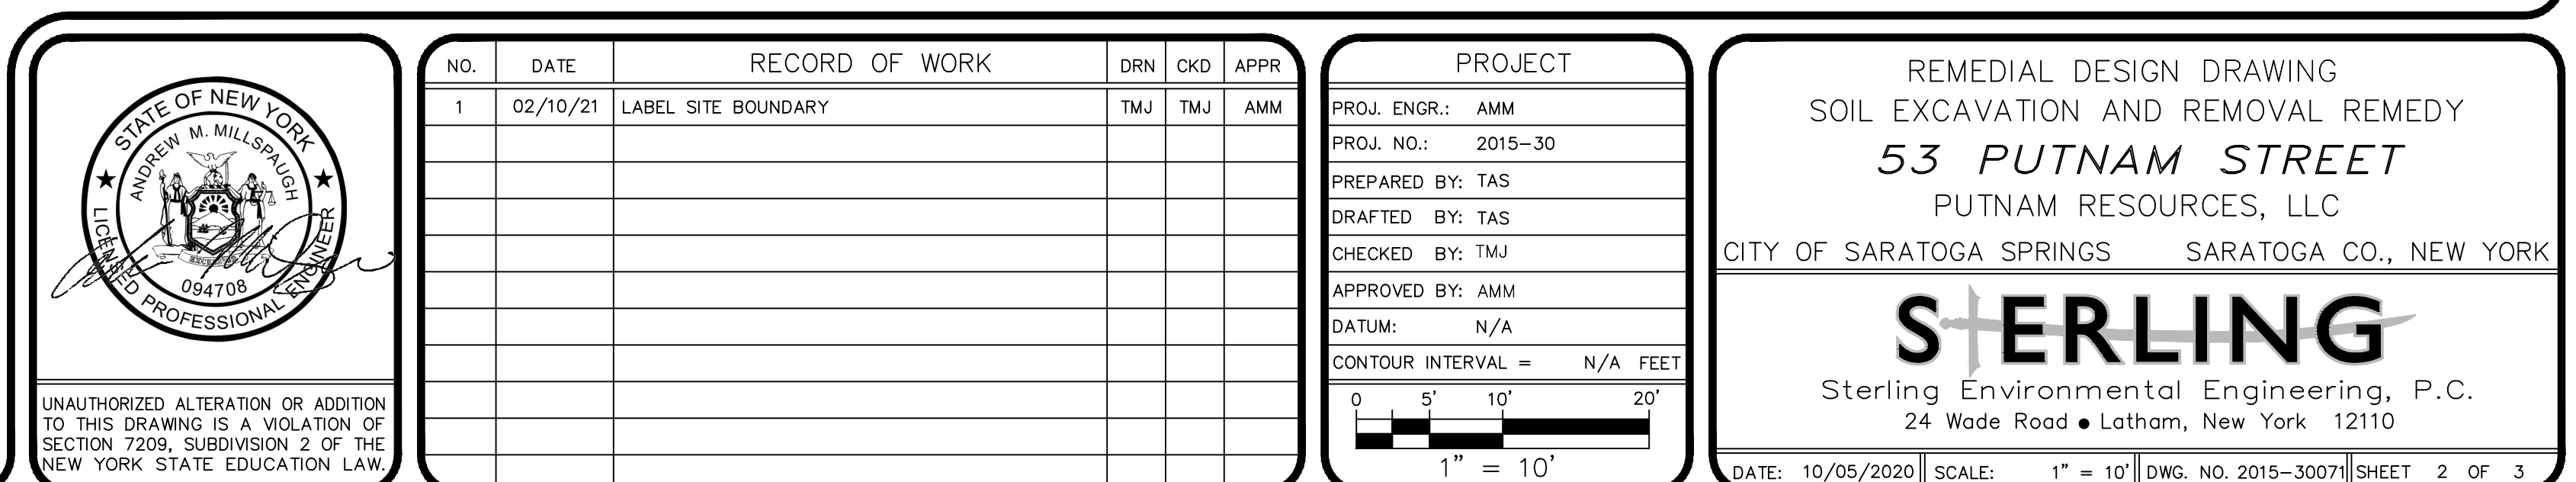 STATE OF NEW YORK
ANDREW M. MILLSPAUGH
094708
LICENSED PROFESSIONAL ENGINEER
UNAUTHORIZED ALTERATION OR ADDITION
TO THIS DRAWING IS A VIOLATION OF
SECTION 7209, SUBDIVISION 2 OF THE
NEW YORK STATE EDUCATION LAW.
NO. DATE RECORD OF WORK DRN CKD APPR
1 02/10/21 LABEL SITE BOUNDARY TMJ TMJ AMM
PROJECT
PROJ. ENGR.: AMM
PROJ. NO.: 2015-30
PREPARED BY: TAS
DRAFTED BY: TAS
CHECKED BY: TMJ
APPROVED BY: AMM
DATUM: N/A
CONTOUR INTERVAL = N/A FEET
0 5' 10' 20'
1" = 10'
REMEDIAL DESIGN DRAWING
SOIL EXCAVATION AND REMOVAL REMEDY
53 PUTNAM STREET
PUTNAM RESOURCES, LLC
CITY OF SARATOGA SPRINGS SARATOGA CO., NEW YORK
STERLING
Sterling Environmental Engineering, P.C.
24 Wade Road ● Latham, New York 12110
DATE: 10/05/2020 SCALE: 1" = 10' DWG. NO. 2015-30071 SHEET 2 OF 3